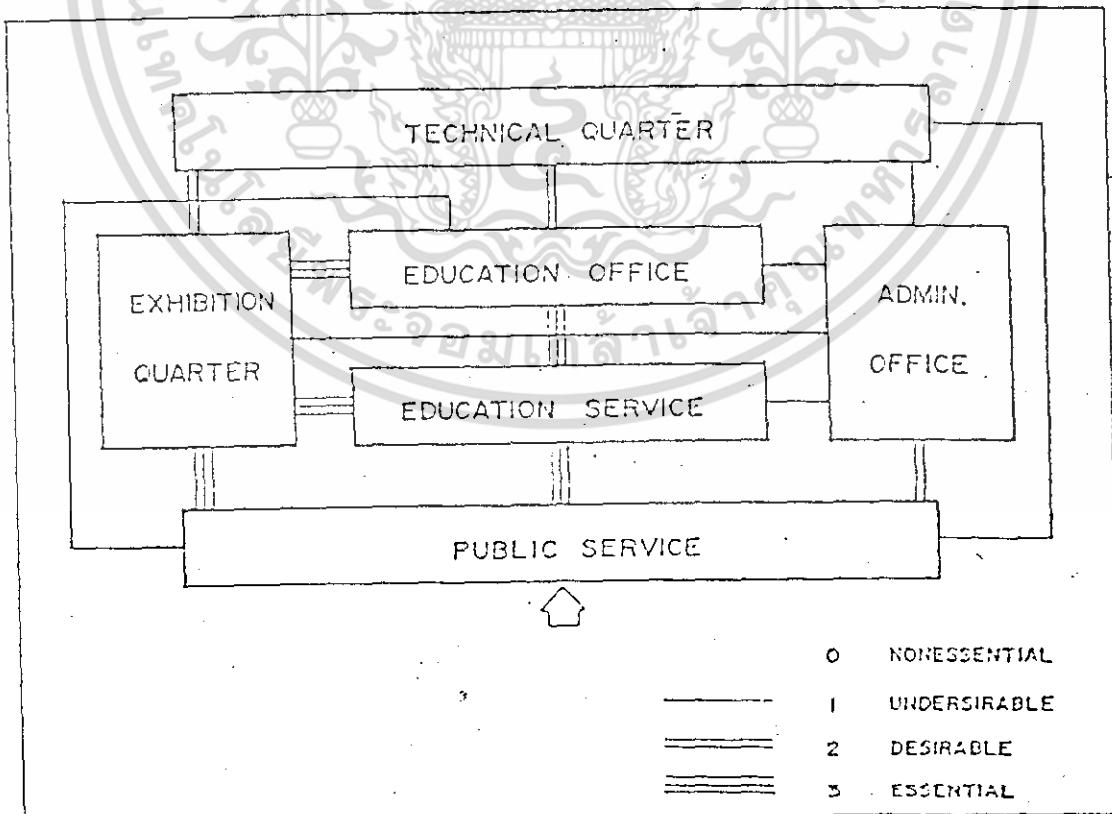 TECHNICAL QUARTER
EDUCATION OFFICE
EXHIBITION
QUARTER
ADMIN.
OFFICE
EDUCATION SERVICE
PUBLIC SERVICE
0 NONESSENTIAL
1 UNDERSIRABLE
2 DESIRABLE
3 ESSENTIAL